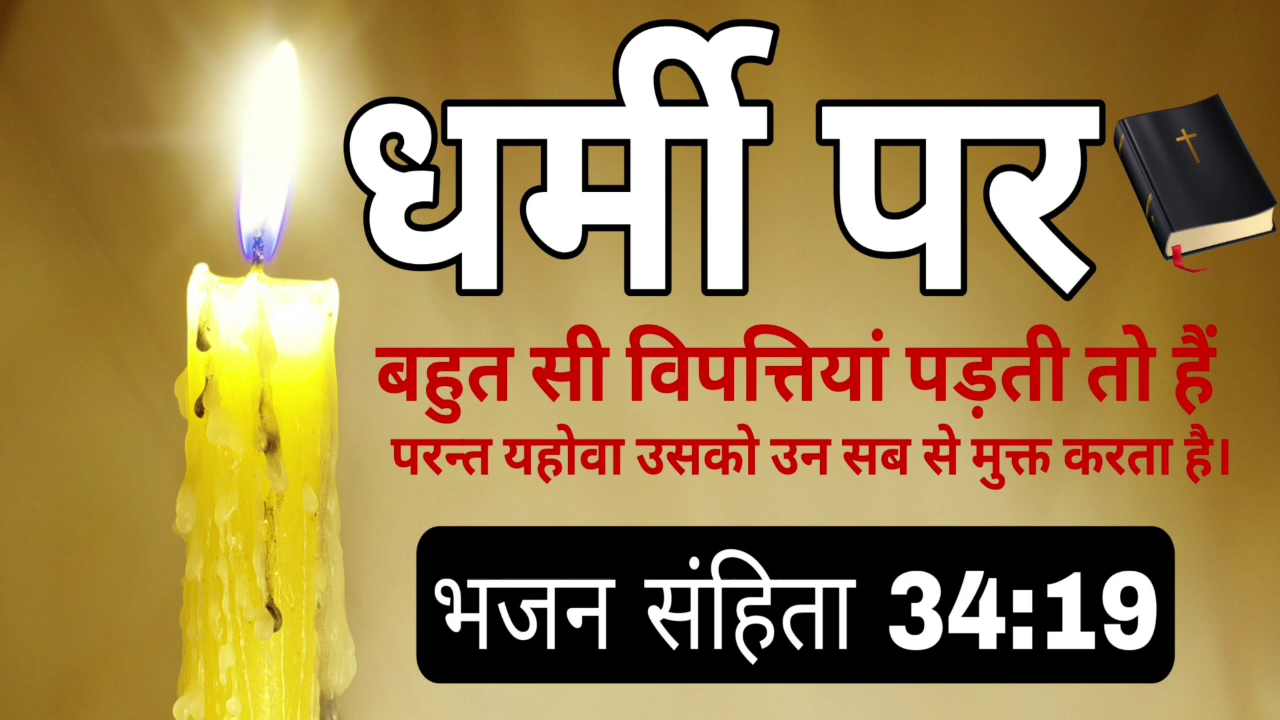 धर्मी पर
बहुत सी विपत्तियां पड़ती तो हैं
परन्त यहोवा उसको उन सब से मुक्त करता है।
भजन संहिता 34:19